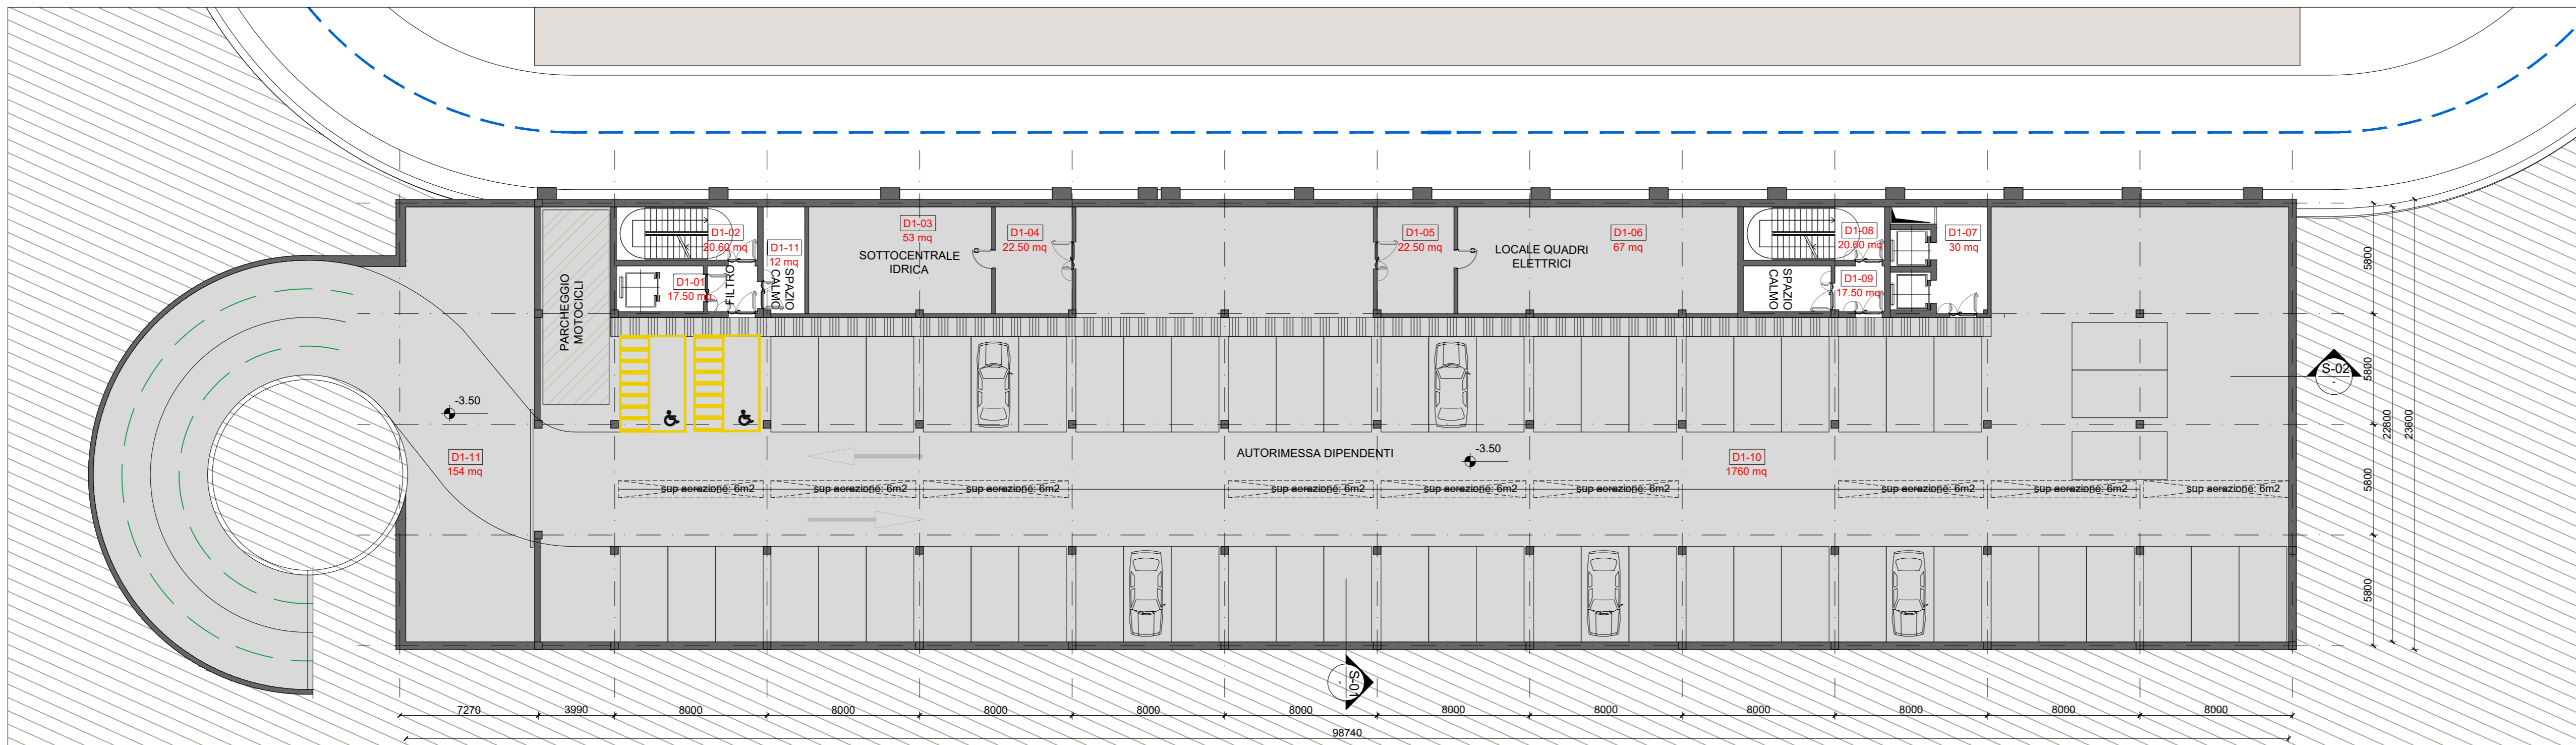 D1-02
20.60 mq
D1-01
17.50 mq
FILTRO
D1-11
12 mq
SPAZIO
CALMO
D1-03
53 mq
SOTTOCENTRALE
IDRICA
D1-04
22.50 mq
D1-05
22.50 mq
LOCALE QUADRI
ELETTRICI
D1-06
67 mq
SPAZIO
CALMO
D1-08
20.60 mq
D1-09
17.50 mq
D1-07
30 mq
PARCHEGGIO
MOTOCICLI
-3.50
D1-11
154 mq
AUTORIMESSA DIPENDENTI
-3.50
D1-10
1760 mq
sup aerazione: 6m2
sup aerazione: 6m2
sup aerazione: 6m2
sup aerazione: 6m2
sup aerazione: 6m2
sup aerazione: 6m2
sup aerazione: 6m2
sup aerazione: 6m2
sup aerazione: 6m2
S-02
-
5800
5800
5800
5800
22800
23600
S-01
-
7270
3990
8000
8000
8000
8000
8000
8000
8000
8000
8000
8000
8000
98740